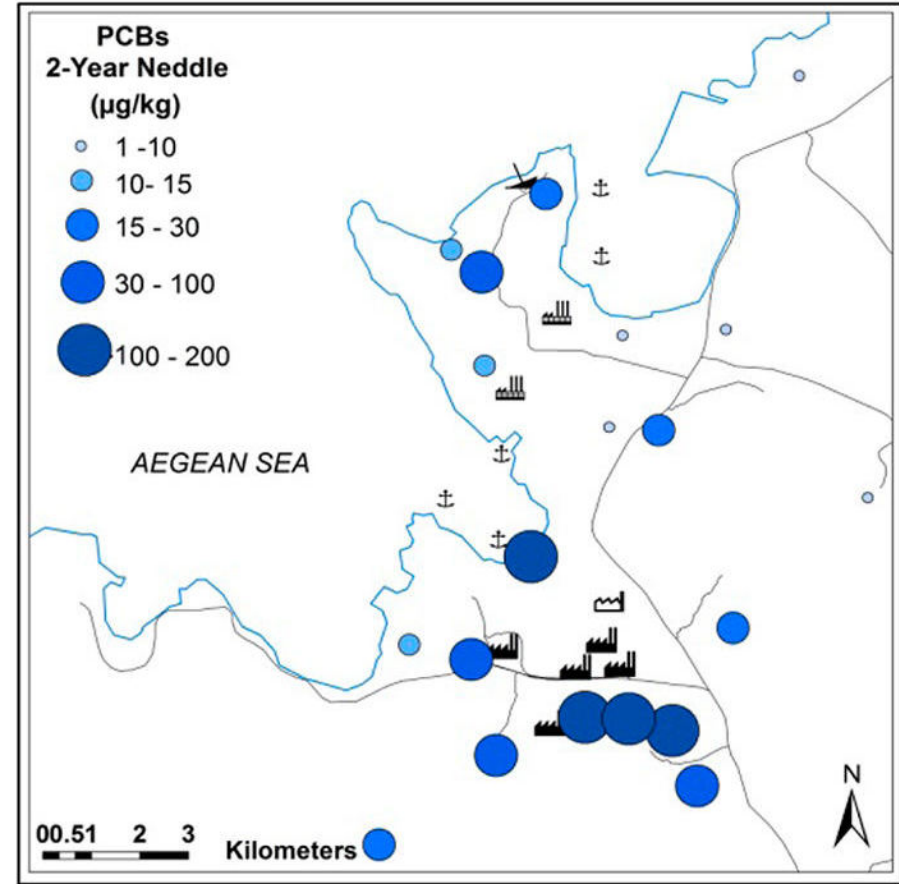 PCBs
2-Year Neddle
(µg/kg)
1 -10
10- 15
15 - 30
30 - 100
100 - 200
AEGEAN SEA
N
00.51 2 3
Kilometers